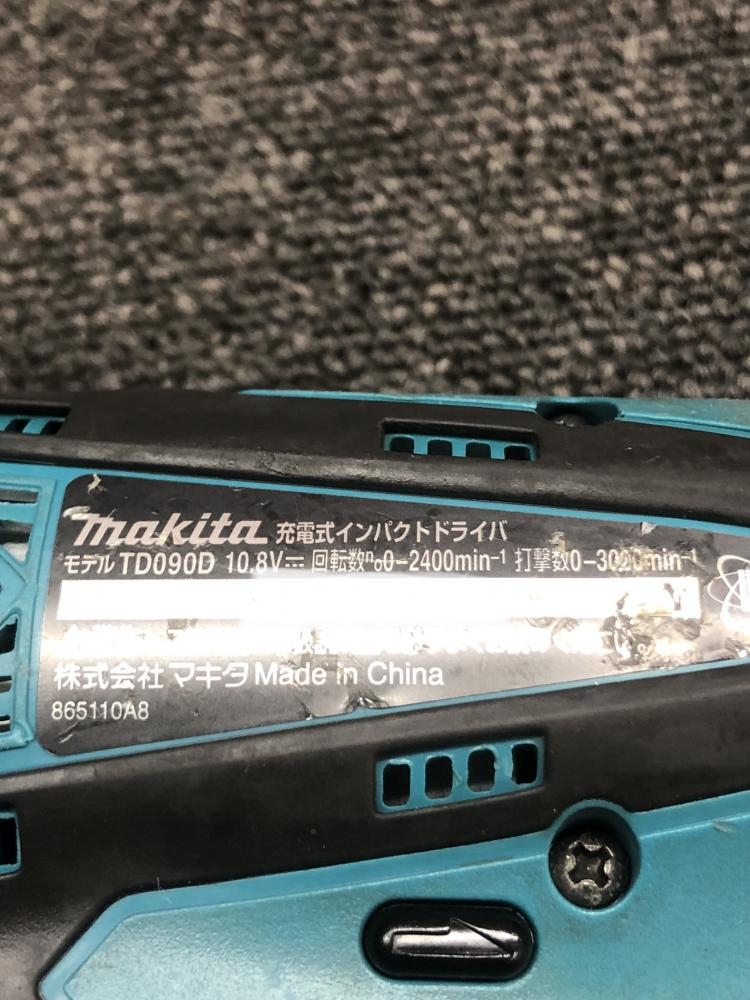 makita 充電式インパクトドライバ
モデル TD090D 10.8V⎓ 回転数n₀0-2400min⁻¹ 打撃数0-3000min⁻¹
株式会社 マキタ Made in China
865110A8